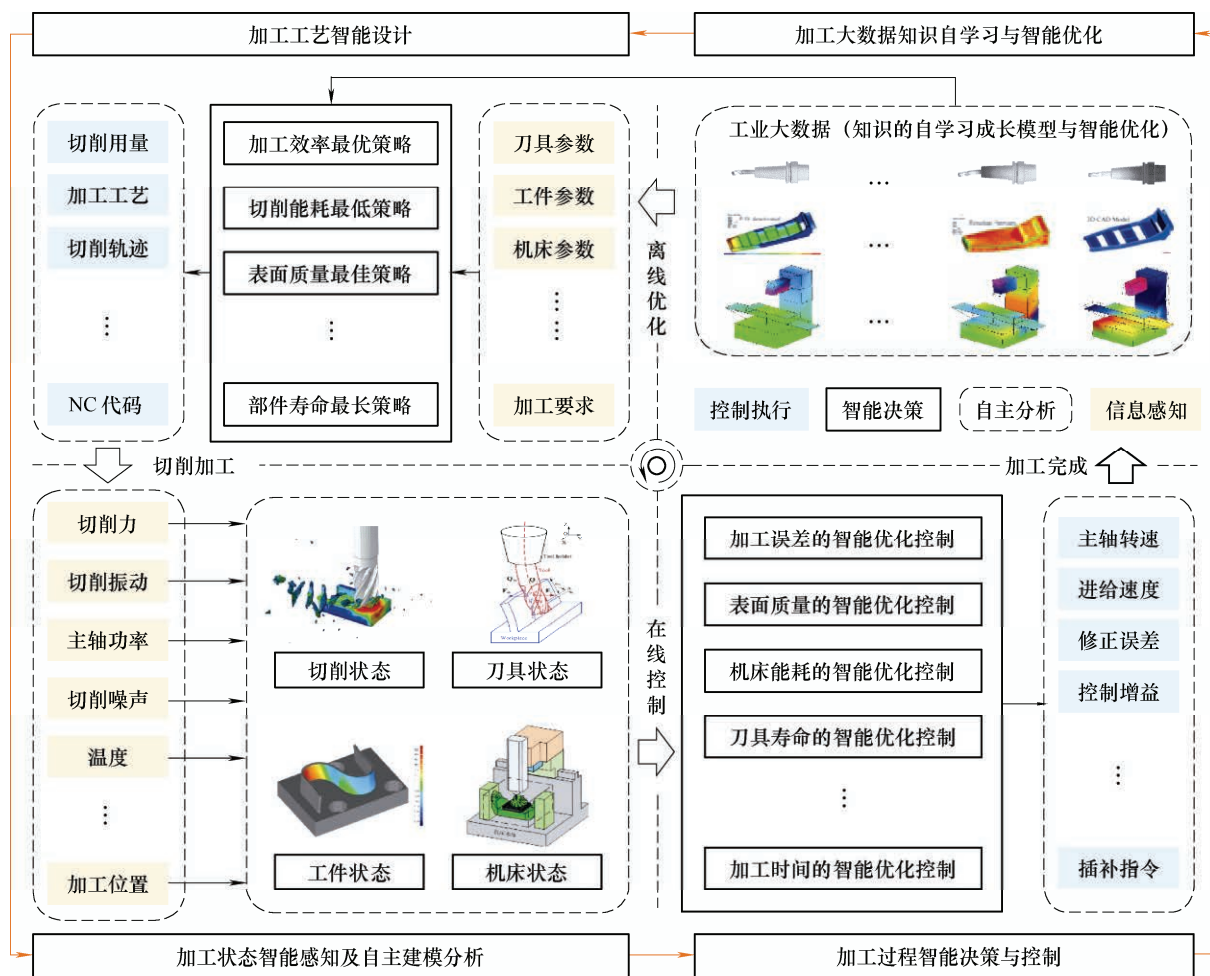 加工工艺智能设计
加工大数据知识自学习与智能优化
切削用量
加工工艺
切削轨迹
⋮
NC 代码
加工效率最优策略
切削能耗最低策略
表面质量最佳策略
⋮
部件寿命最长策略
刀具参数
工件参数
机床参数
⋮
加工要求
离线优化
工业大数据（知识的自学习成长模型与智能优化）
…
…
3D CAD Model
…
控制执行
智能决策
自主分析
信息感知
切削加工
加工完成
切削力
切削振动
主轴功率
切削噪声
温度
⋮
加工位置
Workpiece
切削状态
刀具状态
工件状态
机床状态
在线控制
加工误差的智能优化控制
表面质量的智能优化控制
机床能耗的智能优化控制
刀具寿命的智能优化控制
⋮
加工时间的智能优化控制
主轴转速
进给速度
修正误差
控制增益
⋮
插补指令
加工状态智能感知及自主建模分析
加工过程智能决策与控制